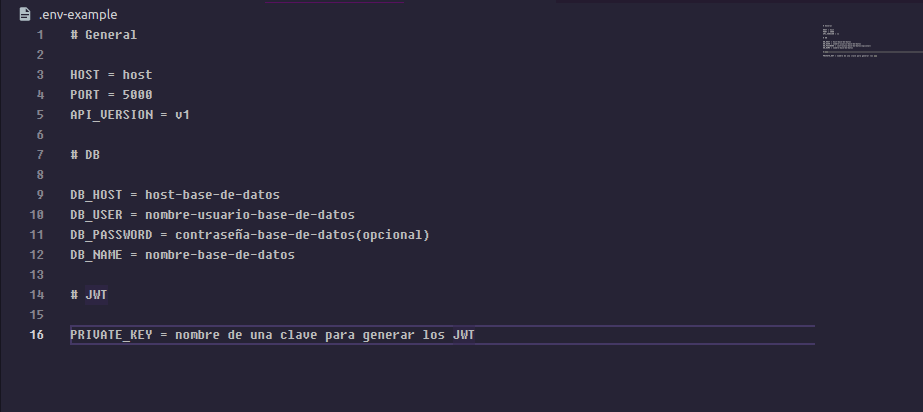 .env-example
1 # General
2
3 HOST = host
4 PORT = 5000
5 API_VERSION = v1
6
7 # DB
8
9 DB_HOST = host-base-de-datos
10 DB_USER = nombre-usuario-base-de-datos
11 DB_PASSWORD = contraseña-base-de-datos(opcional)
12 DB_NAME = nombre-base-de-datos
13
14 # JWT
15
16 PRIVATE_KEY = nombre de una clave para generar los JWT